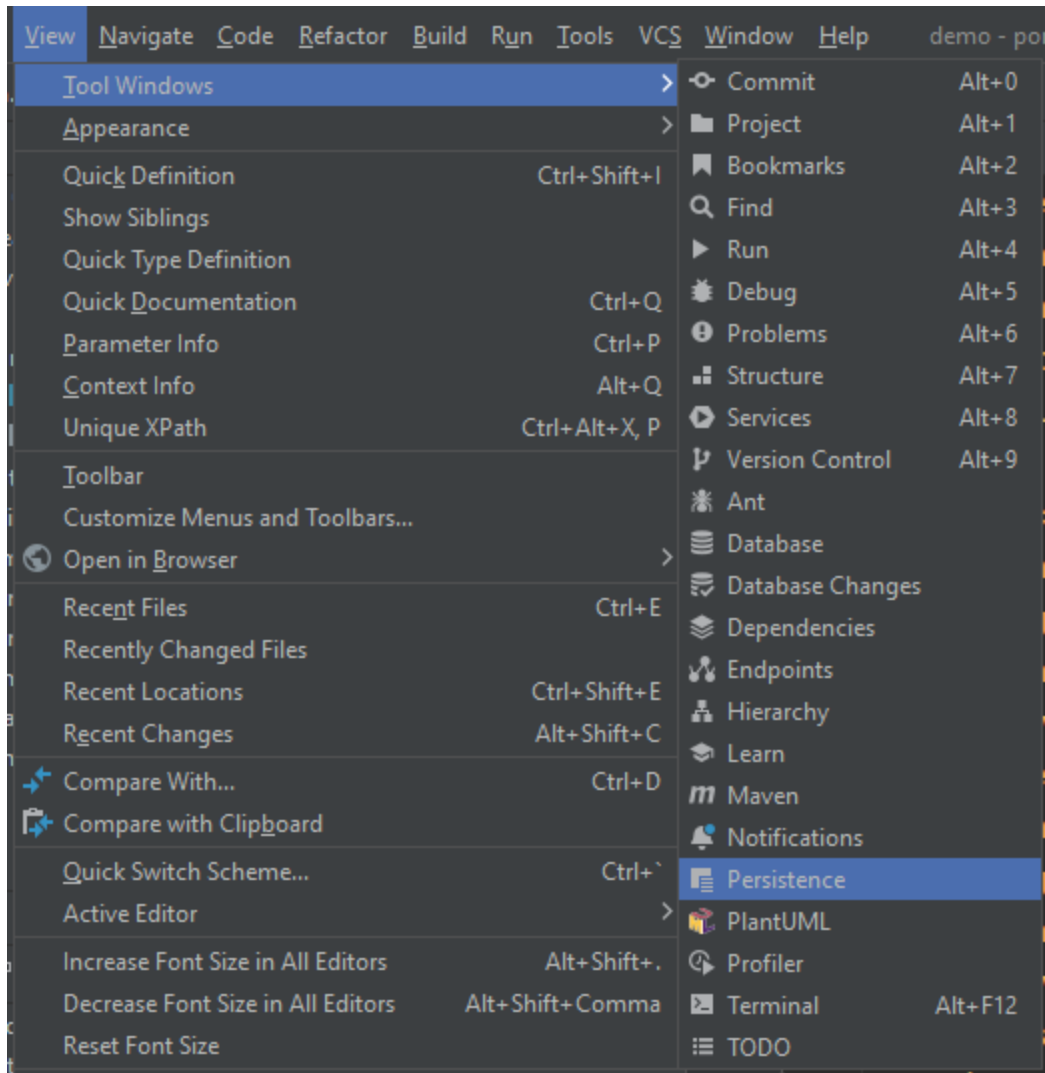 View Navigate Code Refactor Build Run Tools VCS Window Help demo - por
Tool Windows
Appearance
Quick Definition Ctrl+Shift+I
Show Siblings
Quick Type Definition
Quick Documentation Ctrl+Q
Parameter Info Ctrl+P
Context Info Alt+Q
Unique XPath Ctrl+Alt+X, P
Toolbar
Customize Menus and Toolbars...
Open in Browser
Recent Files Ctrl+E
Recently Changed Files
Recent Locations Ctrl+Shift+E
Recent Changes Alt+Shift+C
Compare With... Ctrl+D
Compare with Clipboard
Quick Switch Scheme... Ctrl+`
Active Editor
Increase Font Size in All Editors Alt+Shift+.
Decrease Font Size in All Editors Alt+Shift+Comma
Reset Font Size
Commit Alt+0
Project Alt+1
Bookmarks Alt+2
Find Alt+3
Run Alt+4
Debug Alt+5
Problems Alt+6
Structure Alt+7
Services Alt+8
Version Control Alt+9
Ant
Database
Database Changes
Dependencies
Endpoints
Hierarchy
Learn
Maven
Notifications
Persistence
PlantUML
Profiler
Terminal Alt+F12
TODO